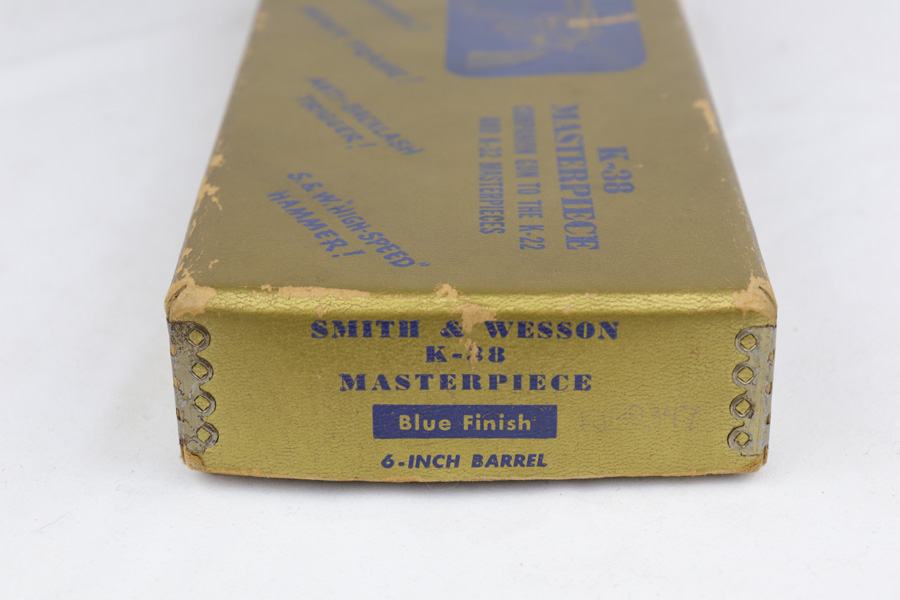 ANTI-BACKLASH
TRIGGER!
S.&W. "HIGH-SPEED"
HAMMER!
K-38
MASTERPIECE
COMPANION GUN TO THE K-22
AND K-32 MASTERPIECES
SMITH & WESSON
K-38
MASTERPIECE
Blue Finish
6-INCH BARREL